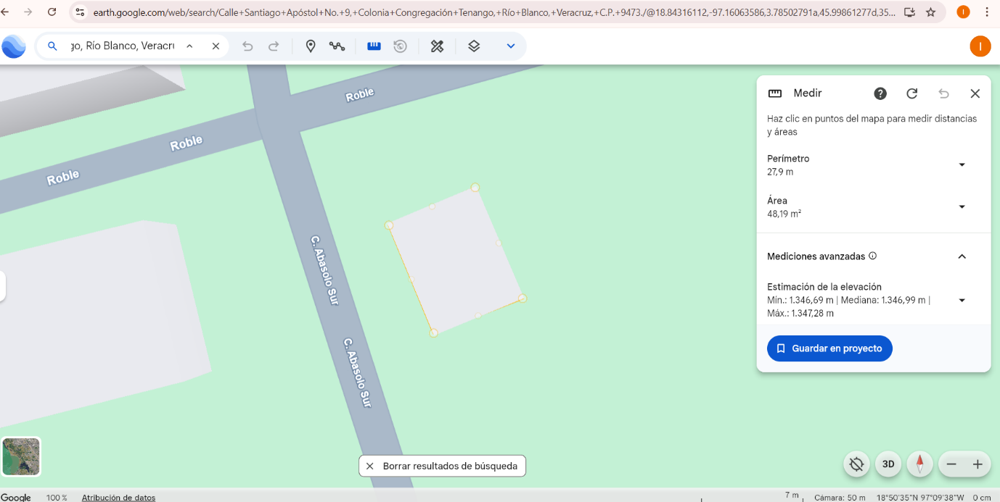 earth.google.com/web/search/Calle+Santiago+Apóstol+No.+9,+Colonia+Congregación+Tenango,+Río+Blanco,+Veracruz,+C.P.+9473./@18.84316112,-97.16063586,3.78502791a,45.99861277d,35...
I
go, Río Blanco, Veracru
I
Roble
Roble
Roble
C. Abasolo Sur
C. Abasolo Sur
Medir
Haz clic en puntos del mapa para medir distancias
y áreas
Perímetro
27,9 m
Área
48,19 m²
Mediciones avanzadas
Estimación de la elevación
Mín.: 1.346,69 m | Mediana: 1.346,99 m |
Máx.: 1.347,28 m
Guardar en proyecto
Borrar resultados de búsqueda
3D
Google 100 % Atribución de datos 7 m Cámara: 50 m 18°50'35"N 97°09'38"W 0 cm